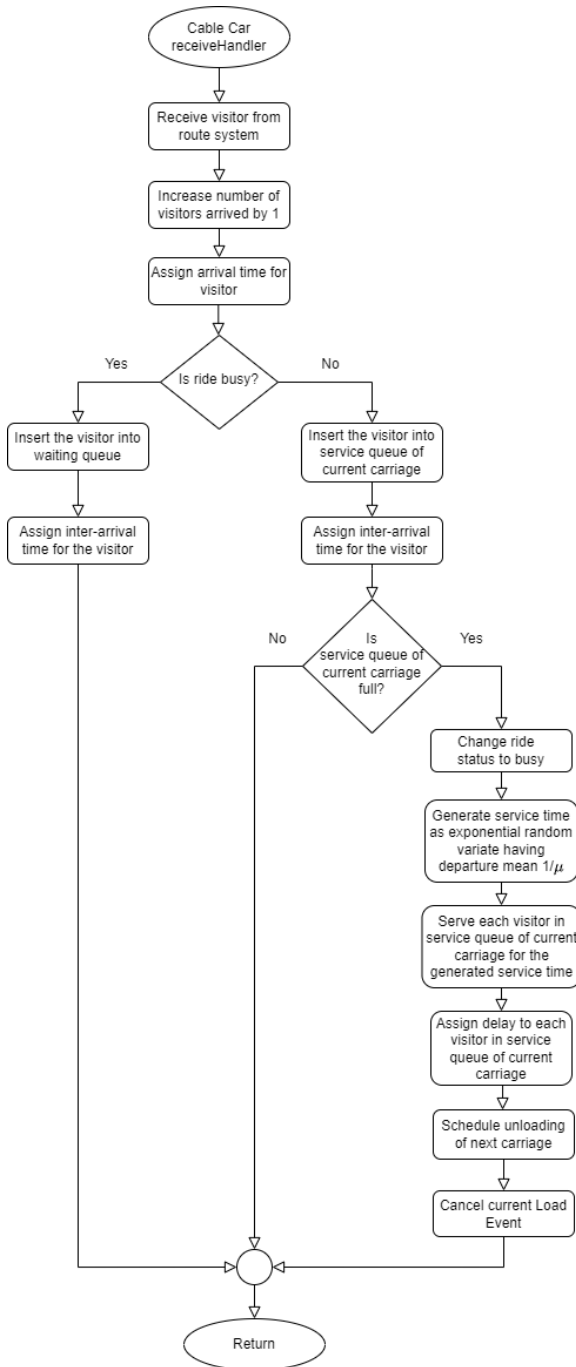 Cable Car
receiveHandler
Receive visitor from
route system
Increase number of
visitors arrived by 1
Assign arrival time for
visitor
Yes
No
Is ride busy?
Insert the visitor into
waiting queue
Insert the visitor into
service queue of
current carriage
Assign inter-arrival
time for the visitor
Assign inter-arrival
time for the visitor
No
Is
service queue of
current carriage
full?
Yes
Change ride
status to busy
Generate service time
as exponential random
variate having
departure mean 1/μ
Serve each visitor in
service queue of current
carriage for the
generated service time
Assign delay to each
visitor in service
queue of current
carriage
Schedule unloading
of next carriage
Cancel current Load
Event
Return